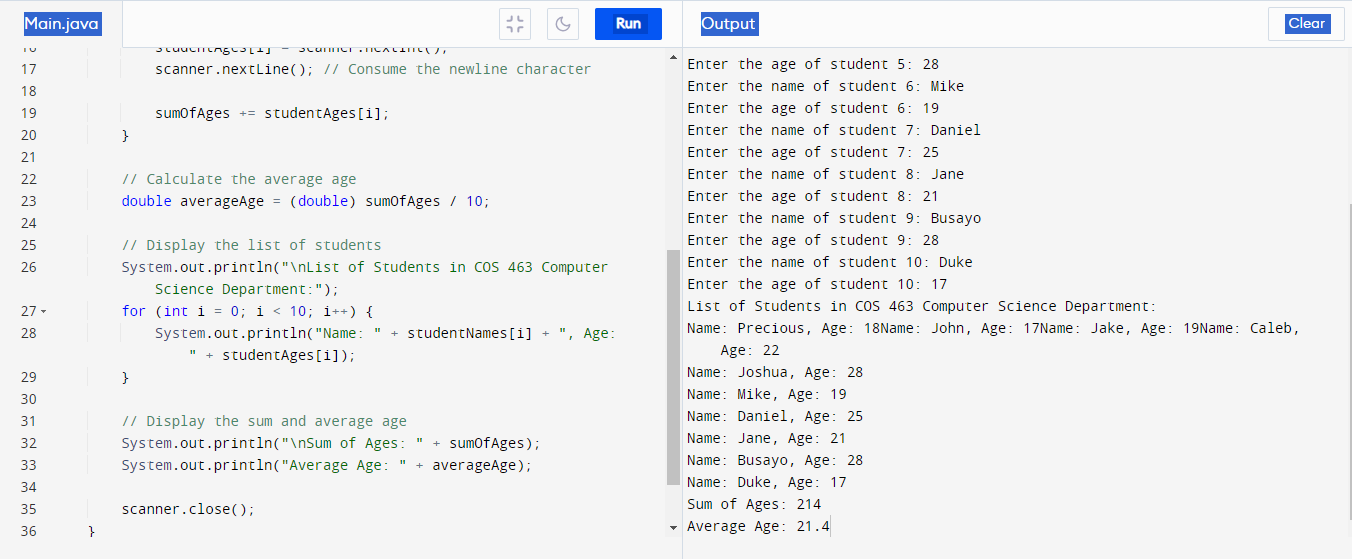 Main.java
Run
Output
Clear
16 studentAges[i] = scanner.nextInt();
17 scanner.nextLine(); // Consume the newline character
18
19 sumOfAges += studentAges[i];
20 }
21
22 // Calculate the average age
23 double averageAge = (double) sumOfAges / 10;
24
25 // Display the list of students
26 System.out.println("\nList of Students in COS 463 Computer
Science Department:");
27 for (int i = 0; i < 10; i++) {
28 System.out.println("Name: " + studentNames[i] + ", Age:
" + studentAges[i]);
29 }
30
31 // Display the sum and average age
32 System.out.println("\nSum of Ages: " + sumOfAges);
33 System.out.println("Average Age: " + averageAge);
34
35 scanner.close();
36 }
Enter the age of student 5: 28
Enter the name of student 6: Mike
Enter the age of student 6: 19
Enter the name of student 7: Daniel
Enter the age of student 7: 25
Enter the name of student 8: Jane
Enter the age of student 8: 21
Enter the name of student 9: Busayo
Enter the age of student 9: 28
Enter the name of student 10: Duke
Enter the age of student 10: 17
List of Students in COS 463 Computer Science Department:
Name: Precious, Age: 18Name: John, Age: 17Name: Jake, Age: 19Name: Caleb,
Age: 22
Name: Joshua, Age: 28
Name: Mike, Age: 19
Name: Daniel, Age: 25
Name: Jane, Age: 21
Name: Busayo, Age: 28
Name: Duke, Age: 17
Sum of Ages: 214
Average Age: 21.4